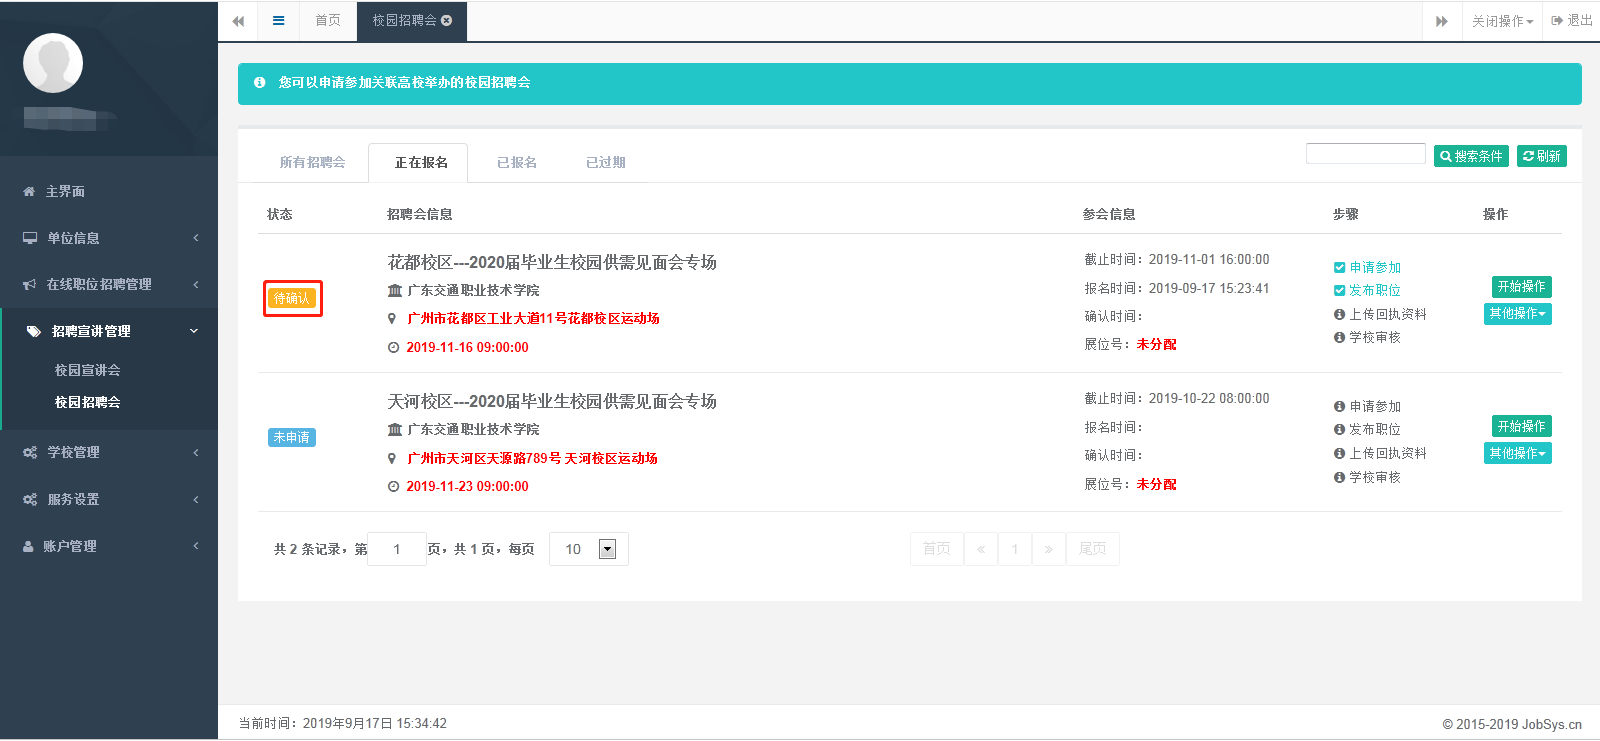 首页 校园招聘会 关闭操作 退出
您可以申请参加关联高校举办的校园招聘会
主界面
单位信息
在线职位招聘管理
招聘宣讲管理
校园宣讲会
校园招聘会
学校管理
服务设置
账户管理
所有招聘会 正在报名 已报名 已过期 搜索条件 刷新
状态 招聘会信息 参会信息 步骤 操作
待确认
花都校区---2020届毕业生校园供需见面会专场
广东交通职业技术学院
广州市花都区工业大道11号花都校区运动场
2019-11-16 09:00:00
截止时间：2019-11-01 16:00:00
报名时间：2019-09-17 15:23:41
确认时间：
展位号：未分配
申请参加
发布职位
上传回执资料
学校审核
开始操作
其他操作
未申请
天河校区---2020届毕业生校园供需见面会专场
广东交通职业技术学院
广州市天河区天源路789号 天河校区运动场
2019-11-23 09:00:00
截止时间：2019-10-22 08:00:00
报名时间：
确认时间：
展位号：未分配
申请参加
发布职位
上传回执资料
学校审核
开始操作
其他操作
共 2 条记录，第 1 页，共 1 页，每页 10 首页 « 1 » 尾页
当前时间：2019年9月17日 15:34:42 © 2015-2019 JobSys.cn